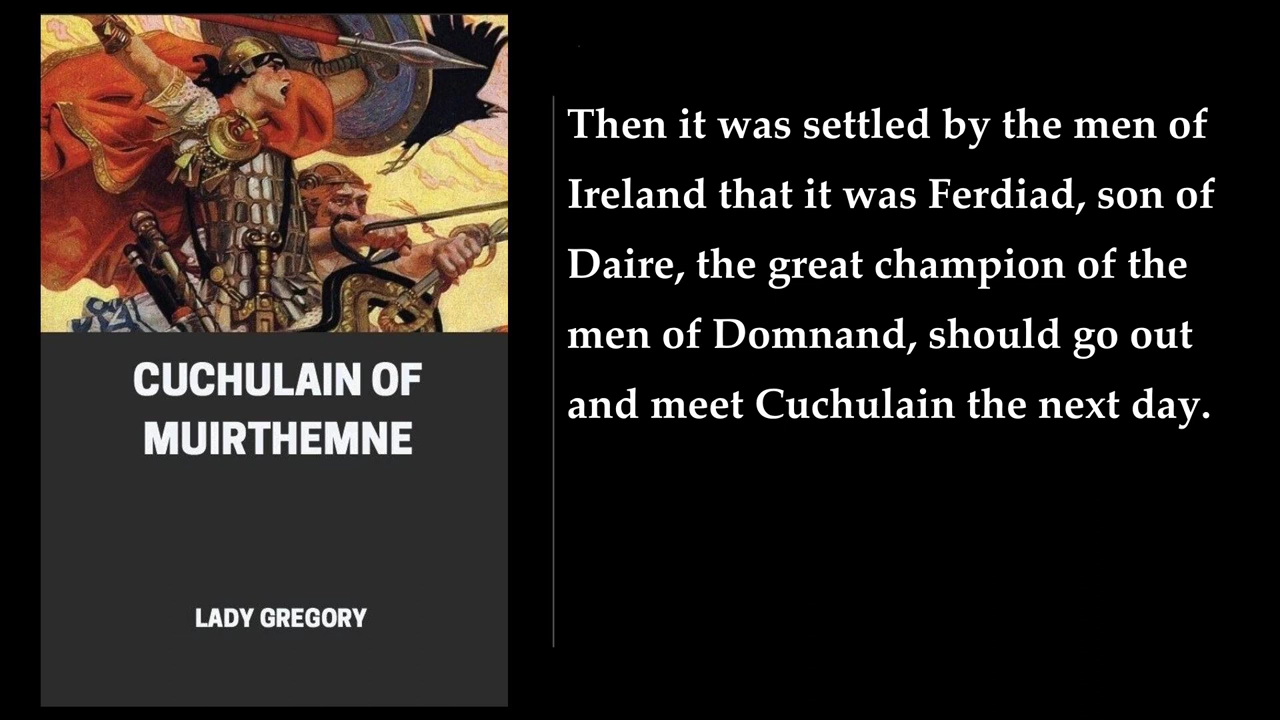 CUCHULAIN OF
MUIRTHEMNE
LADY GREGORY
Then it was settled by the men of
Ireland that it was Ferdiad, son of
Daire, the great champion of the
men of Domnand, should go out
and meet Cuchulain the next day.